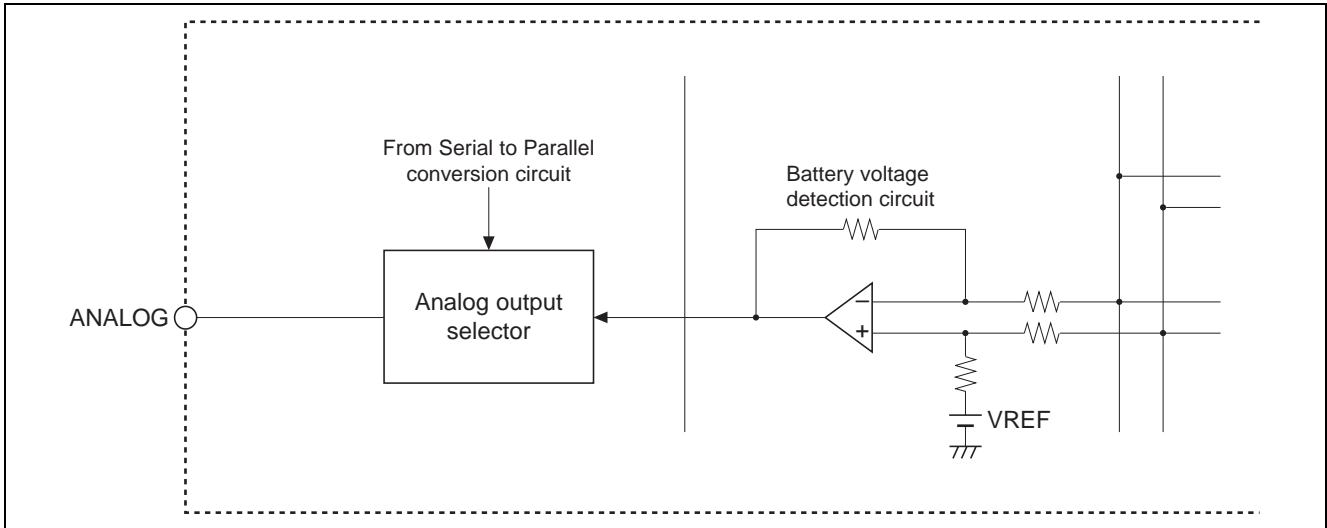 From Serial to Parallel
conversion circuit
Battery voltage
detection circuit
Analog output
selector
ANALOG
−
+
VREF